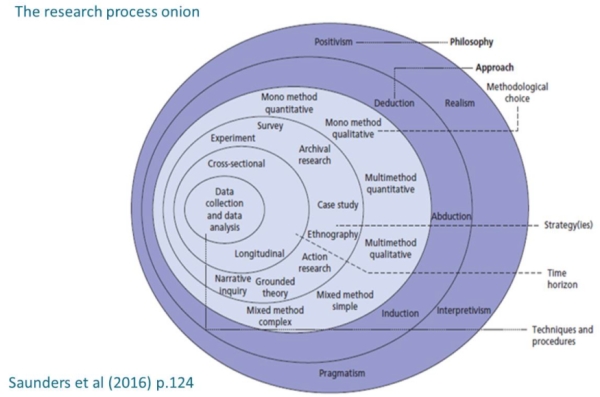 The research process onion
Positivism
Philosophy
Approach
Methodological
choice
Mono method
quantitative
Deduction
Realism
Survey
Mono method
qualitative
Experiment
Archival
research
Cross-sectional
Multimethod
quantitative
Data
collection
and data
analysis
Case study
Abduction
Strategy(ies)
Ethnography
Longitudinal
Multimethod
qualitative
Action
research
Time
horizon
Narrative
inquiry
Grounded
theory
Mixed method
simple
Mixed method
complex
Induction
Interpretivism
Techniques and
procedures
Pragmatism
Saunders et al (2016) p.124